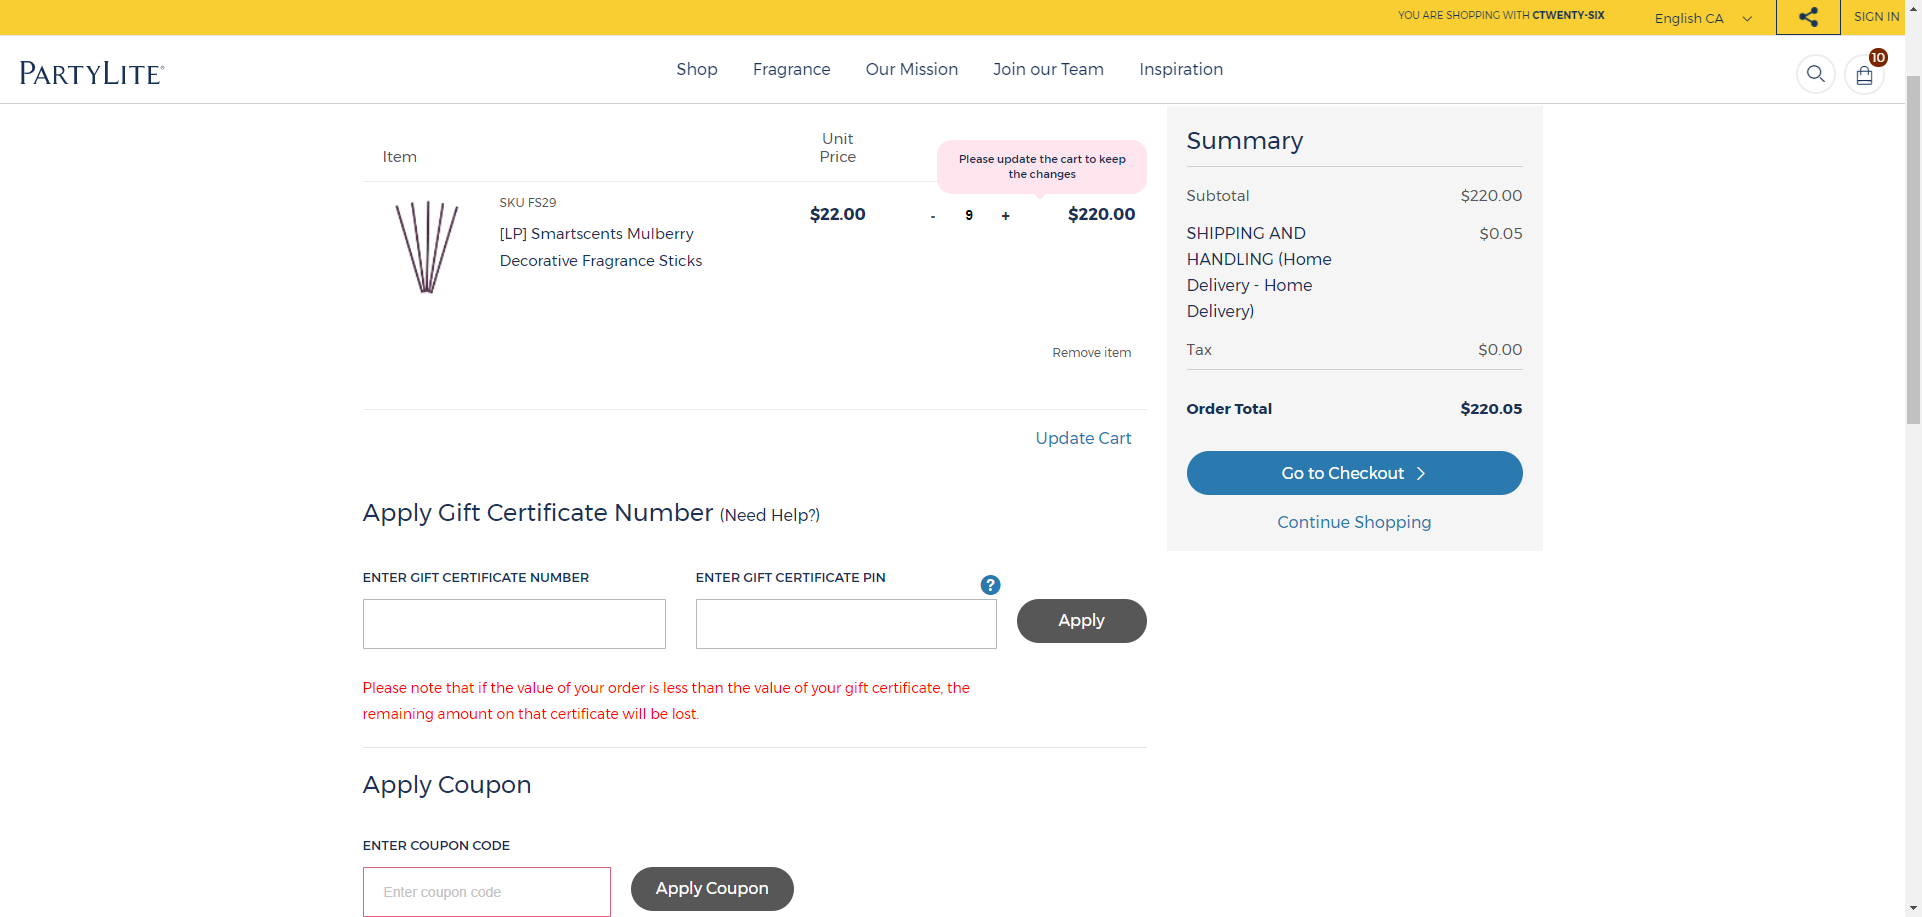 YOU ARE SHOPPING WITH CTWENTY-SIX
English CA
SIGN IN
PARTYLITE®
Shop
Fragrance
Our Mission
Join our Team
Inspiration
10
Item
Unit
Price
Please update the cart to keep
the changes
SKU FS29
[LP] Smartscents Mulberry
Decorative Fragrance Sticks
$22.00
- 9 +
$220.00
Remove item
Update Cart
Summary
Subtotal $220.00
SHIPPING AND $0.05
HANDLING (Home
Delivery - Home
Delivery)
Tax $0.00
Order Total $220.05
Go to Checkout
Continue Shopping
Apply Gift Certificate Number (Need Help?)
ENTER GIFT CERTIFICATE NUMBER
ENTER GIFT CERTIFICATE PIN
?
Apply
Please note that if the value of your order is less than the value of your gift certificate, the
remaining amount on that certificate will be lost.
Apply Coupon
ENTER COUPON CODE
Enter coupon code
Apply Coupon